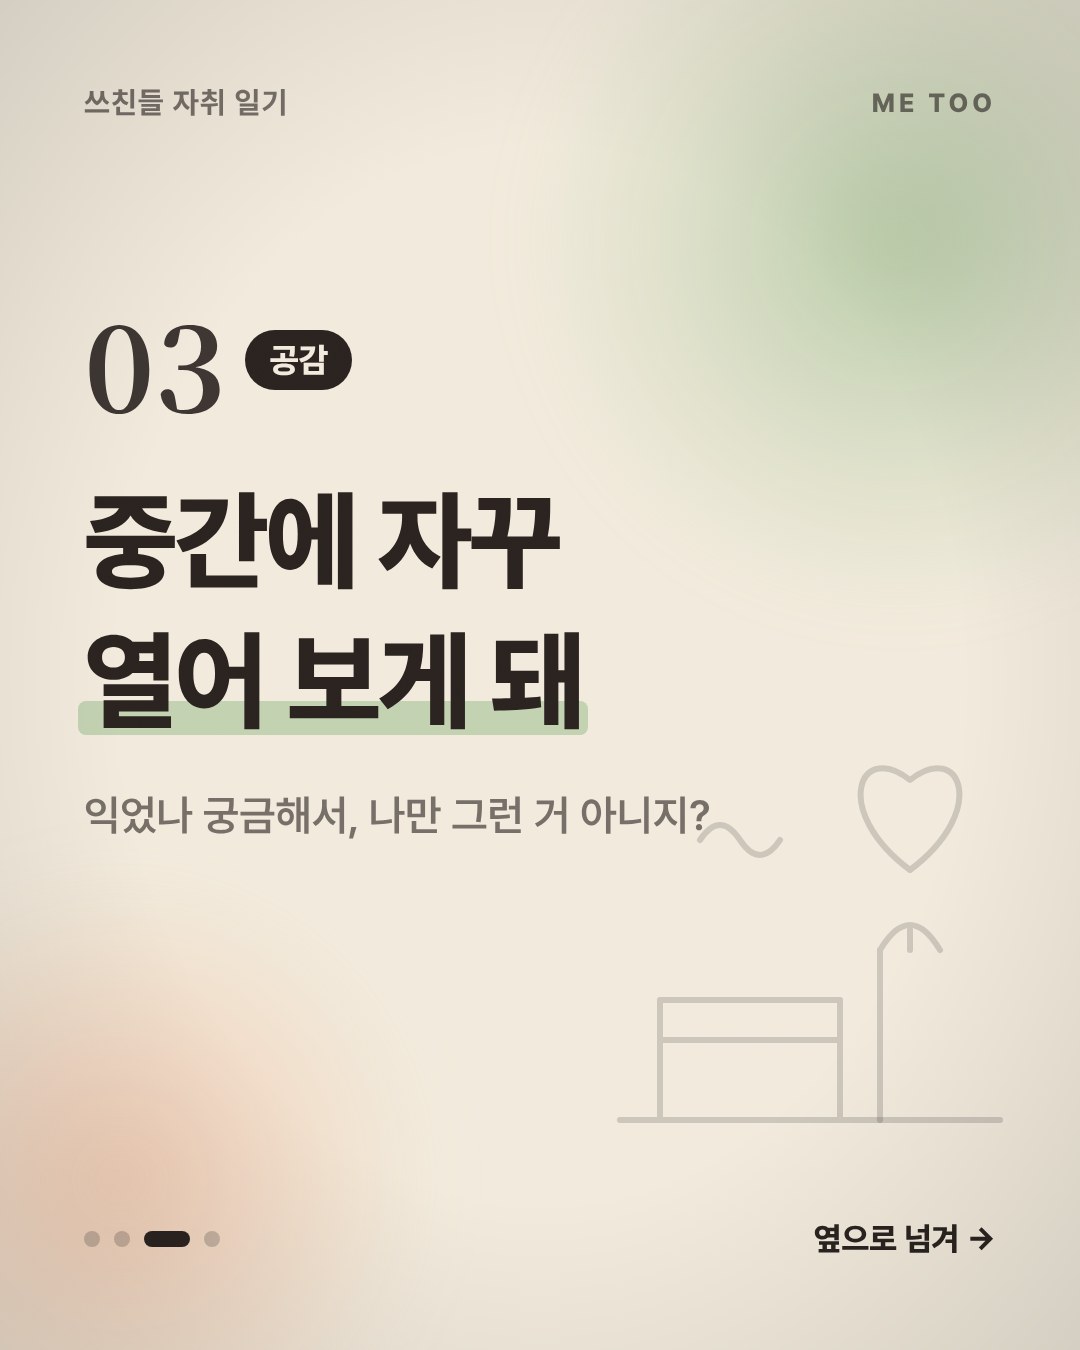 쓰친들 자취 일기
ME TOO
03 공감
중간에 자꾸
열어 보게 돼
익었나 궁금해서, 나만 그런 거 아니지?
옆으로 넘겨 →